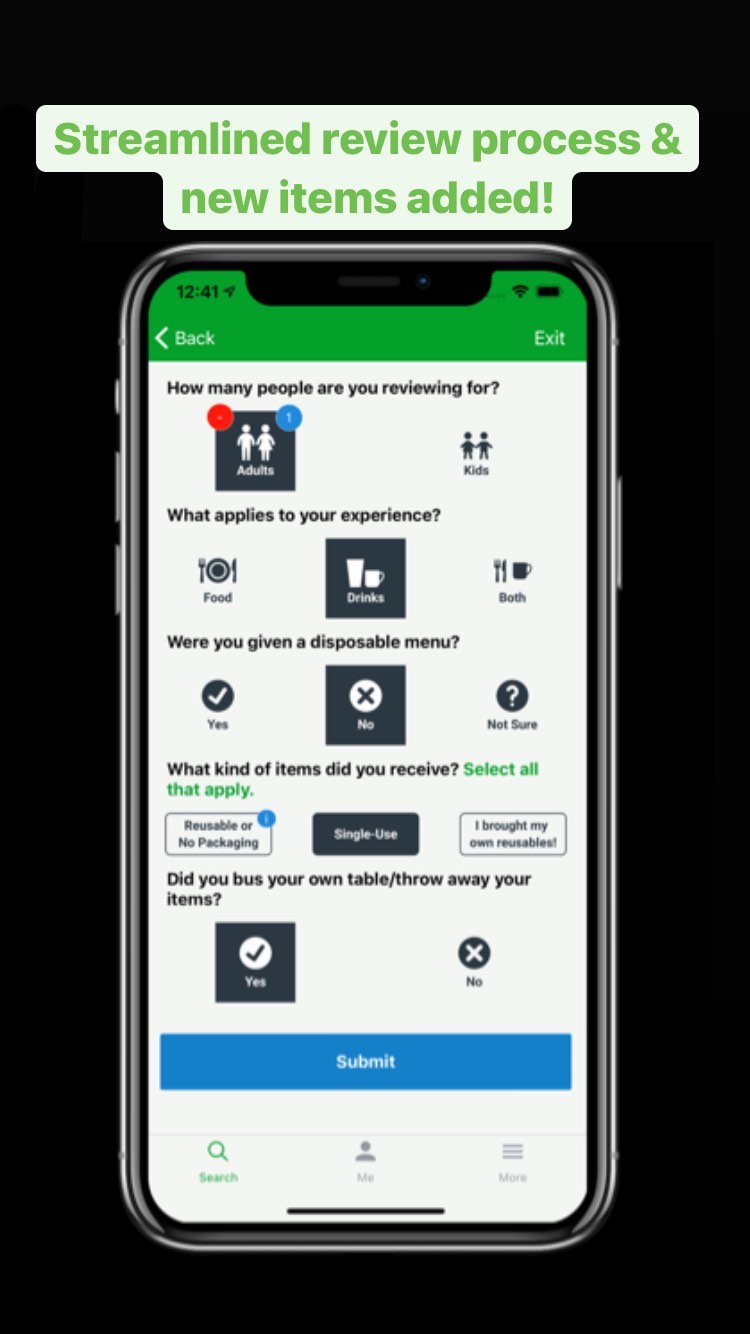 Streamlined review process &
new items added!
12:41
Back
Exit
How many people are you reviewing for?
-
1
Adults
Kids
What applies to your experience?
Food
Drinks
Both
Were you given a disposable menu?
Yes
No
Not Sure
What kind of items did you receive? Select all
that apply.
Reusable or
No Packaging
i
Single-Use
I brought my
own reusables!
Did you bus your own table/throw away your
items?
Yes
No
Submit
Search
Me
More